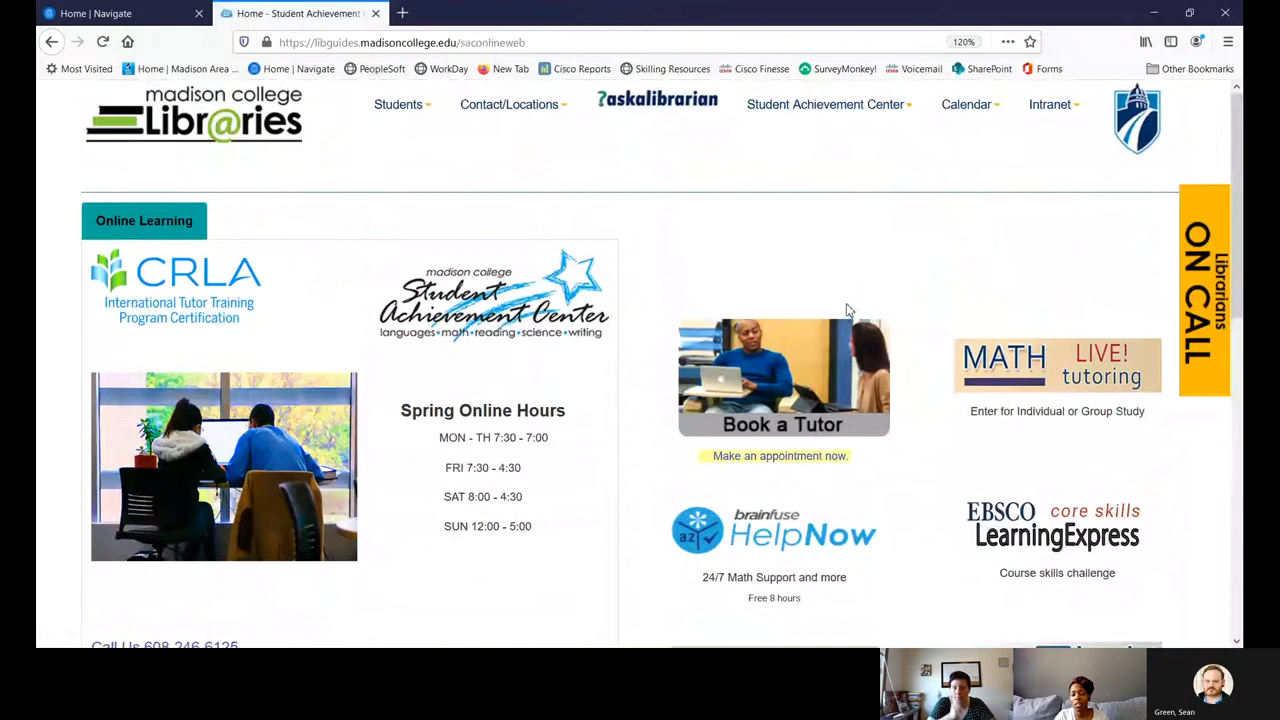 Home | Navigate
Home - Student Achievement
https://libguides.madisoncollege.edu/saconlineweb
120%
Most Visited
Home | Madison Area ...
Home | Navigate
PeopleSoft
WorkDay
New Tab
Cisco Reports
Skilling Resources
Cisco Finesse
SurveyMonkey!
Voicemail
SharePoint
Forms
Other Bookmarks
madison college
Libr@ries
Students
Contact/Locations
?askalibrarian
Student Achievement Center
Calendar
Intranet
Online Learning
CRLA
International Tutor Training
Program Certification
madison college
Student
Achievement Center
languages•math•reading•science•writing
Spring Online Hours
MON - TH 7:30 - 7:00
FRI 7:30 - 4:30
SAT 8:00 - 4:30
SUN 12:00 - 5:00
Call Us 608-246-6125
Book a Tutor
Make an appointment now.
MATH LIVE!
tutoring
Enter for Individual or Group Study
brainfuse
az HelpNow
24/7 Math Support and more
Free 8 hours
EBSCO core skills
LearningExpress
Course skills challenge
Librarians
ON CALL
Green, Sean